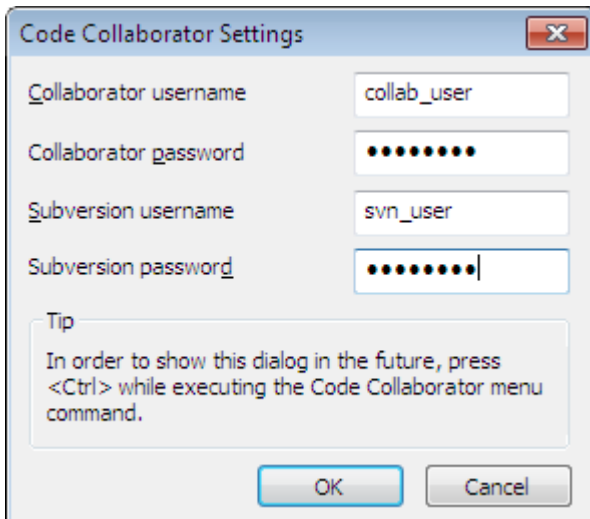 Code Collaborator Settings
Collaborator username collab_user
Collaborator password ●●●●●●●●
Subversion username svn_user
Subversion password ●●●●●●●●
Tip
In order to show this dialog in the future, press
<Ctrl> while executing the Code Collaborator menu
command.
OK Cancel